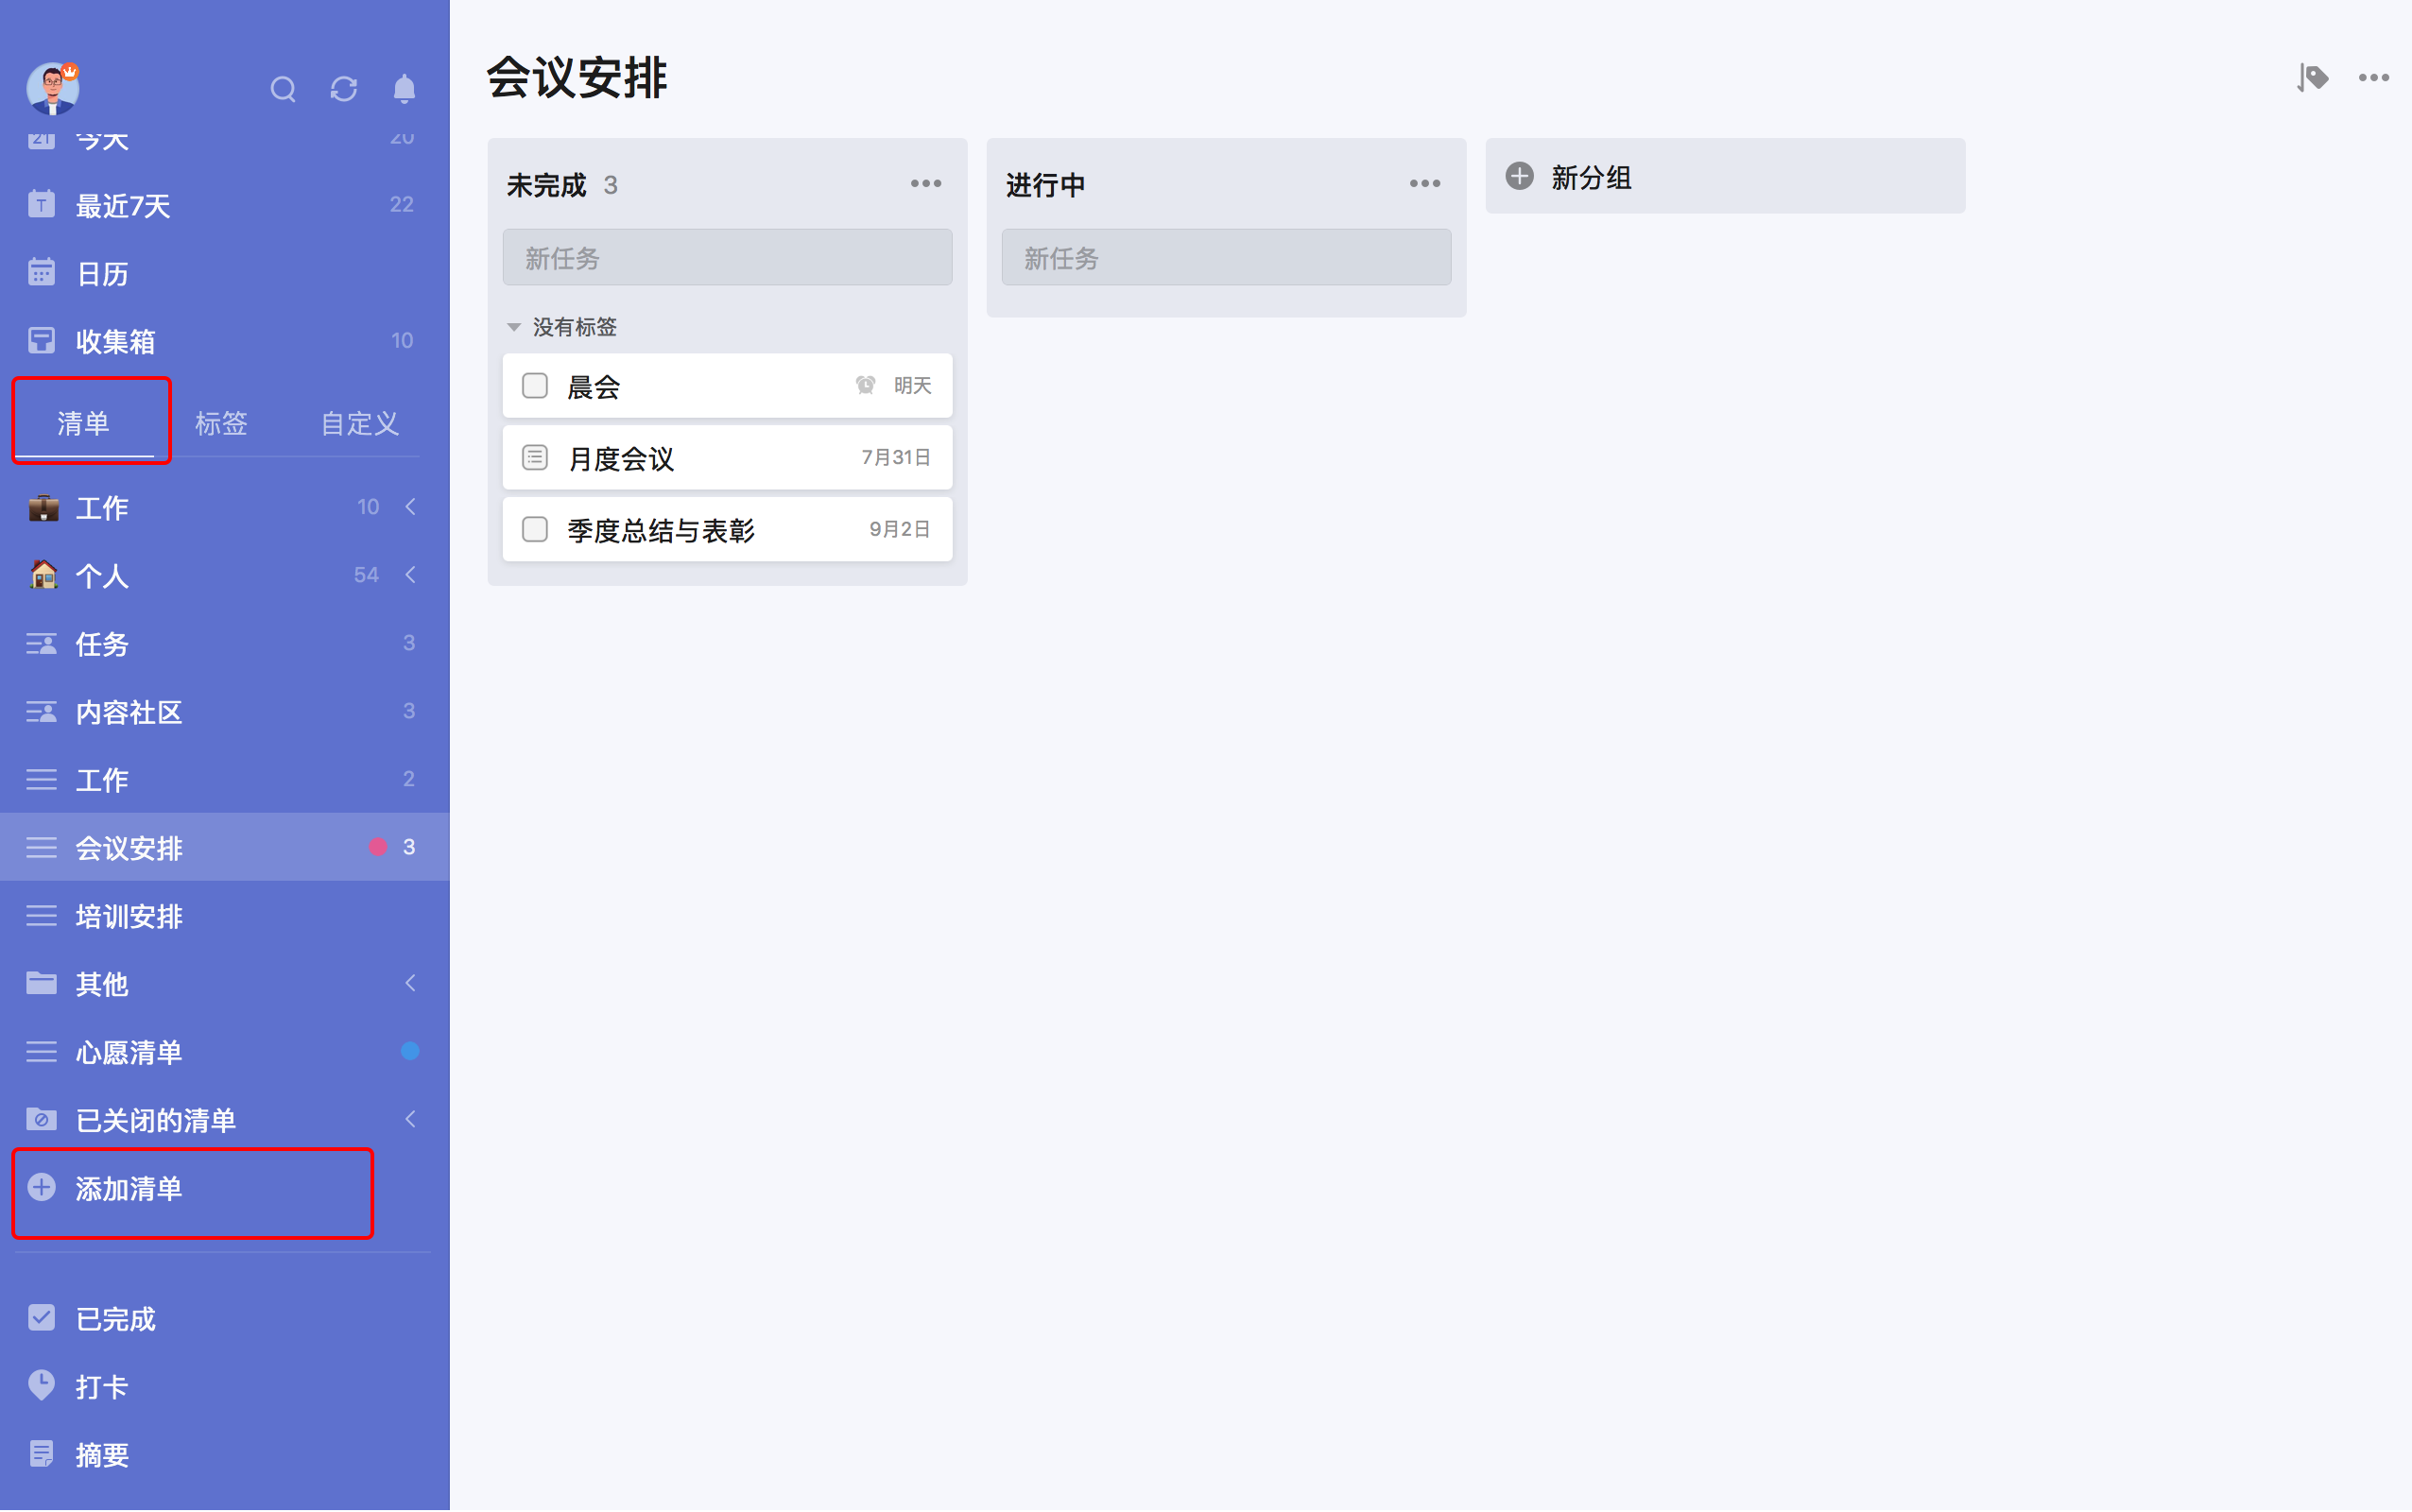 今天 20
最近7天 22
日历
收集箱 10
清单 标签 自定义
工作 10
个人 54
任务 3
内容社区 3
工作 2
会议安排 3
培训安排
其他
心愿清单
已关闭的清单
添加清单
已完成
打卡
摘要
会议安排
未完成 3
新任务
没有标签
晨会 明天
月度会议 7月31日
季度总结与表彰 9月2日
进行中
新任务
新分组